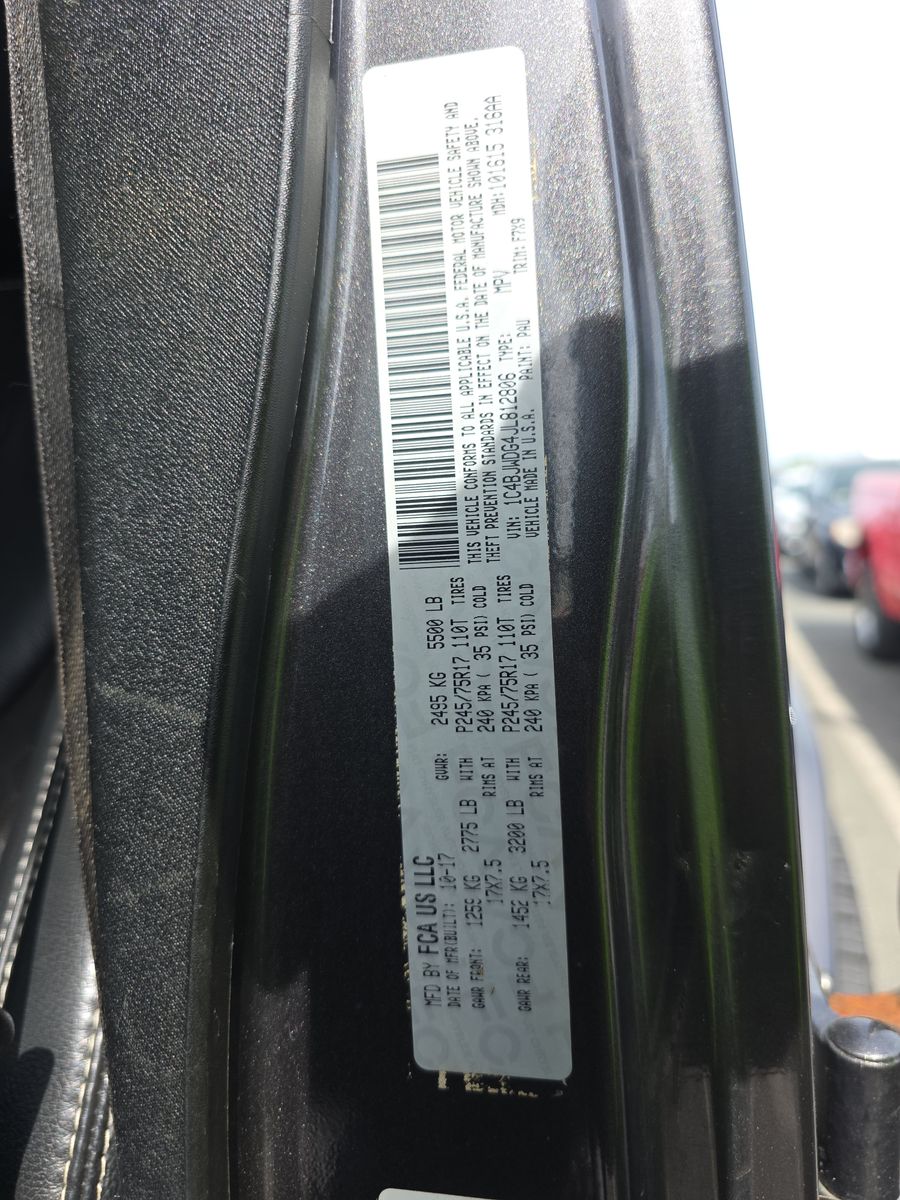 MFD BY FCA US LLC
DATE OF MFR(BUILT): 10-17 GVWR: 2495 KG 5500 LB
GAWR FRONT: 1259 KG 2775 LB WITH P245/75R17 110T TIRES
17X7.5 RIMS AT 240 KPA ( 35 PSI) COLD
GAWR REAR: 1452 KG 3200 LB WITH P245/75R17 110T TIRES
17X7.5 RIMS AT 240 KPA ( 35 PSI) COLD
THIS VEHICLE CONFORMS TO ALL APPLICABLE U.S.A. FEDERAL MOTOR VEHICLE SAFETY AND
THEFT PREVENTION STANDARDS IN EFFECT ON THE DATE OF MANUFACTURE SHOWN ABOVE.
VIN: 1C4BJWDG4JL812806 TYPE: MPV MDH:101615 316AA
VEHICLE MADE IN U.S.A. PAINT: PAU TRIM: F7X9